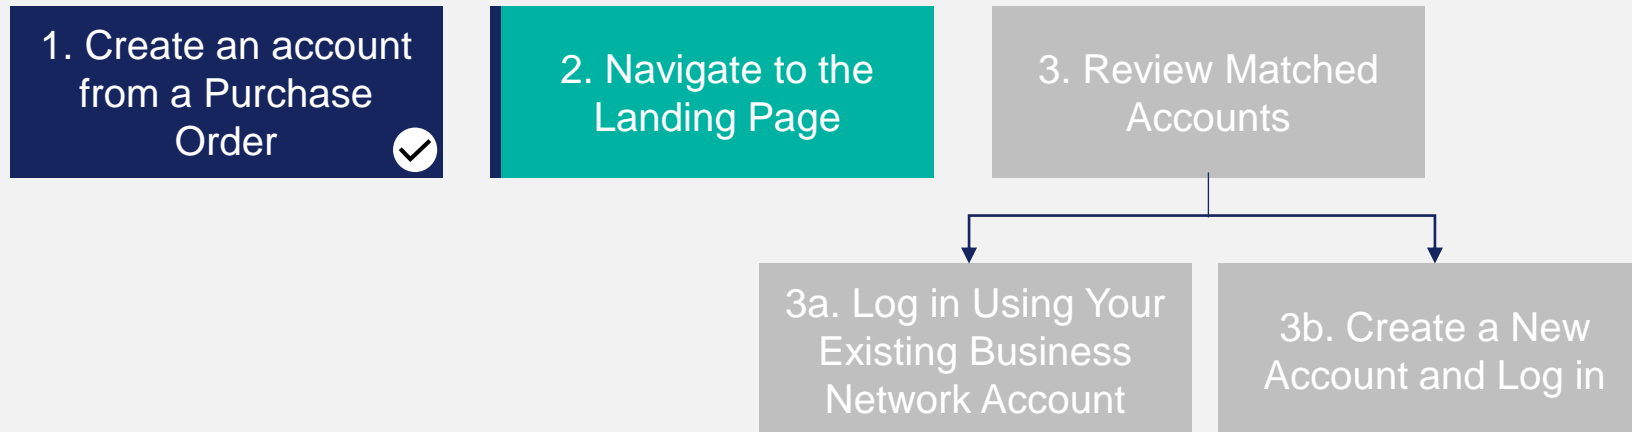 1. Create an account
from a Purchase
Order
2. Navigate to the
Landing Page
3. Review Matched
Accounts
3a. Log in Using Your
Existing Business
Network Account
3b. Create a New
Account and Log in